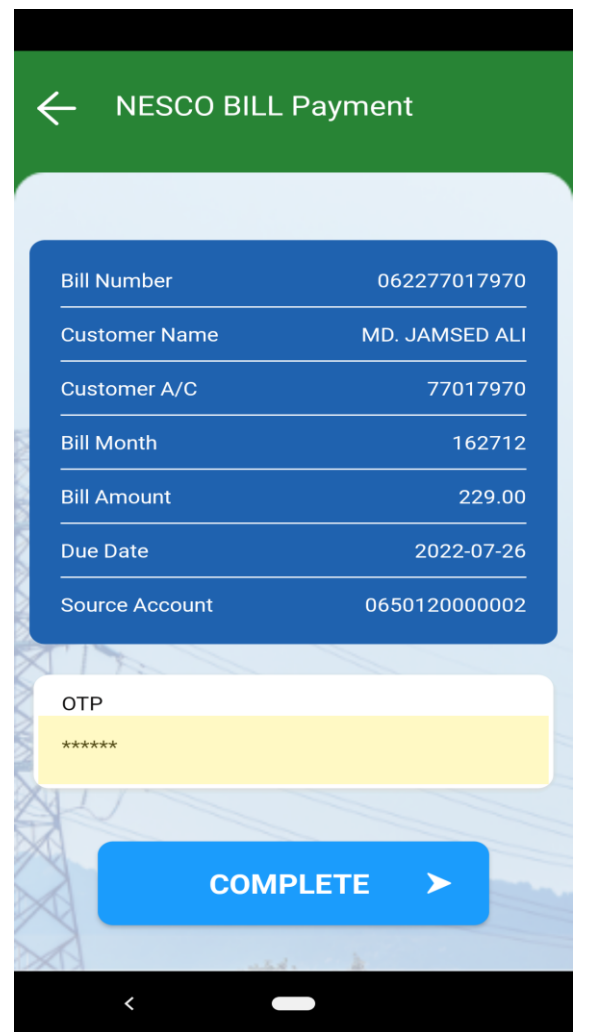 NESCO BILL Payment
Bill Number 062277017970
Customer Name MD. JAMSED ALI
Customer A/C 77017970
Bill Month 162712
Bill Amount 229.00
Due Date 2022-07-26
Source Account 0650120000002
OTP
******
COMPLETE